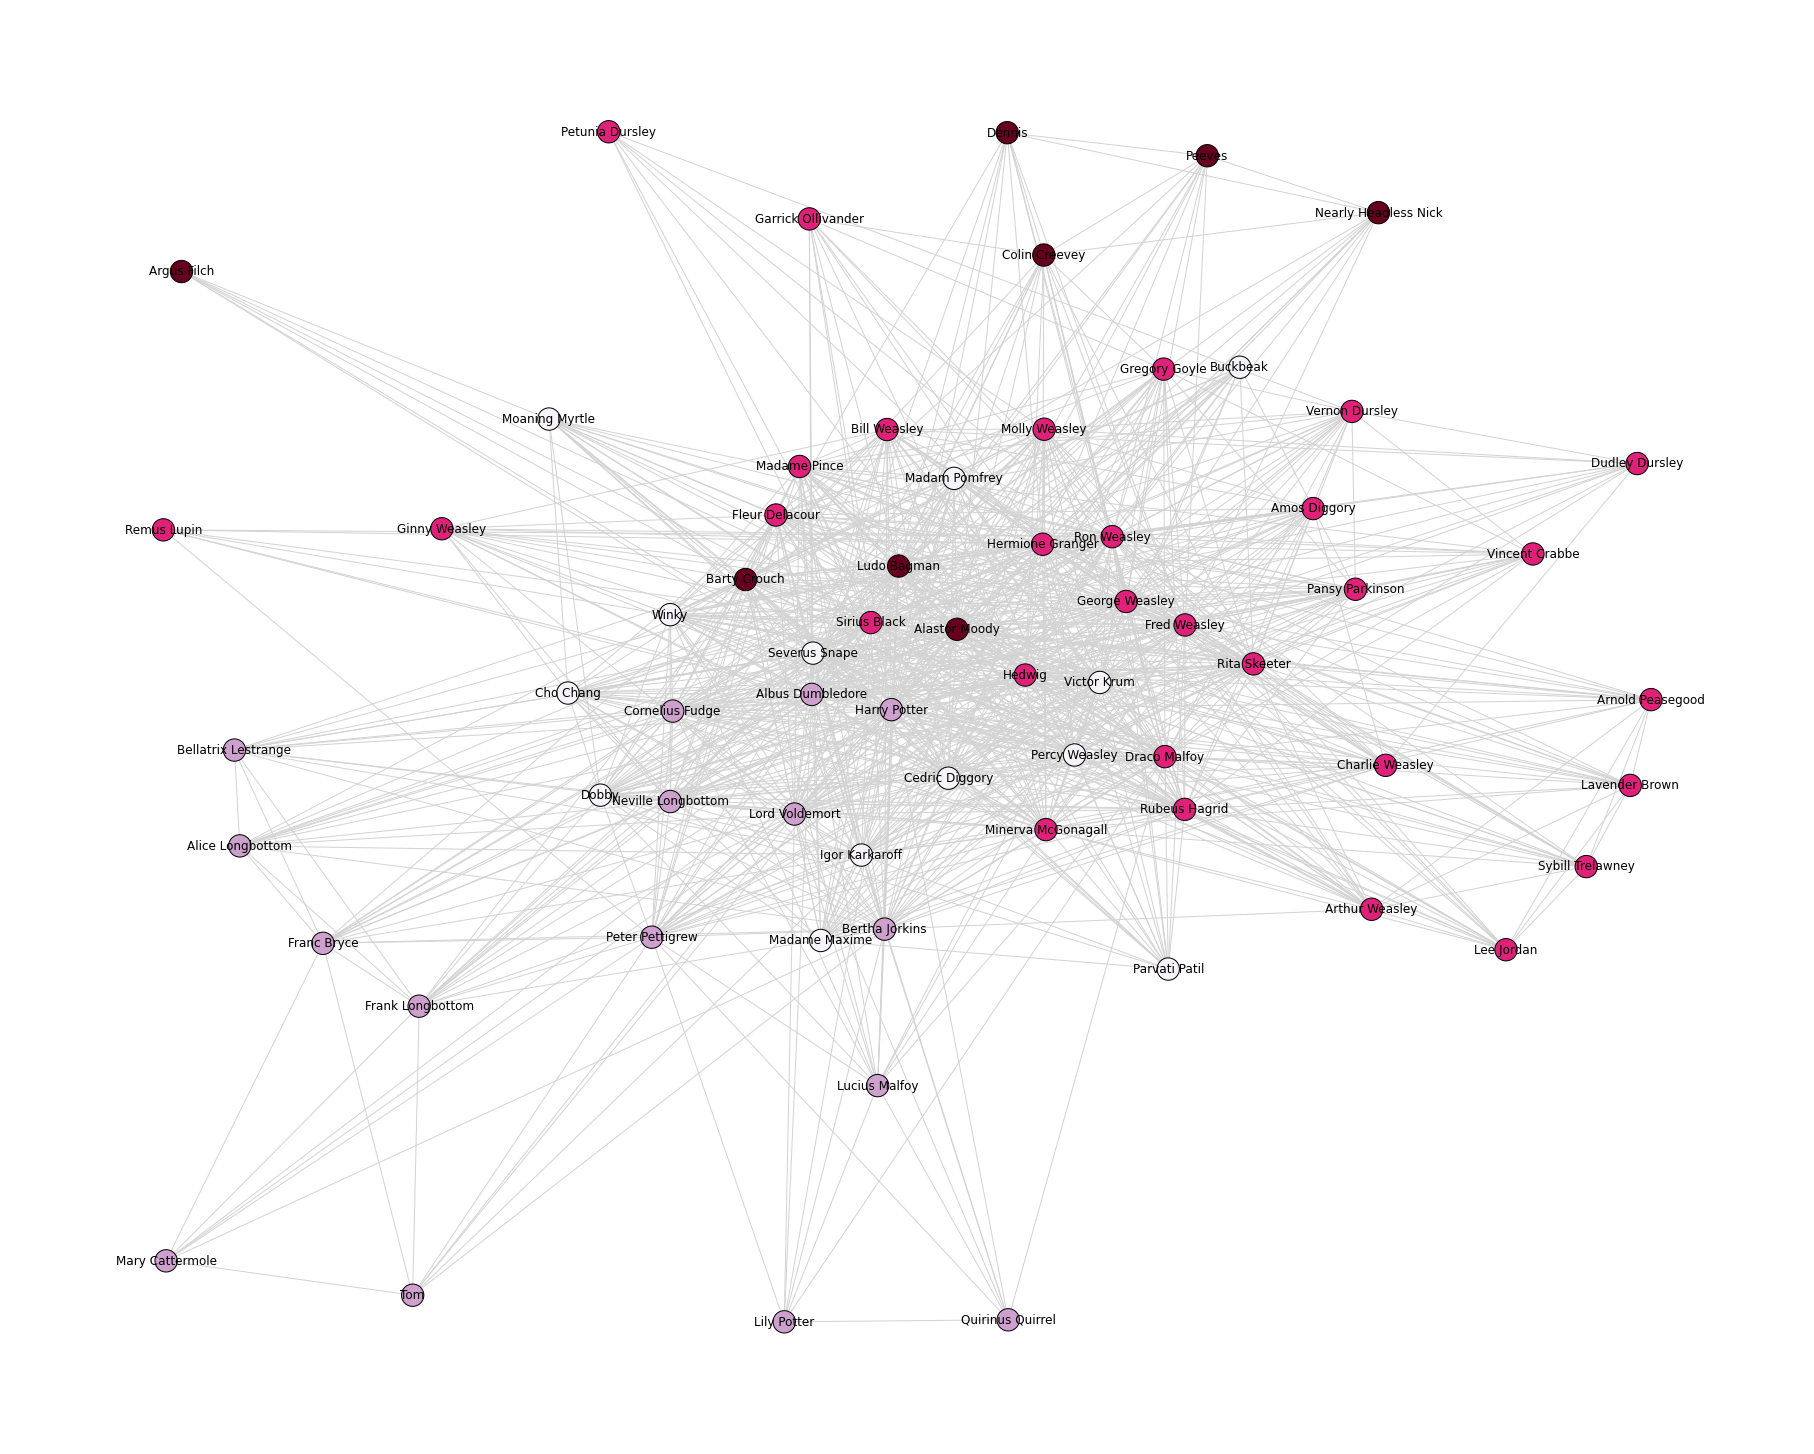 Petunia Dursley
Dennis
Peeves
Nearly Headless Nick
Garrick Ollivander
Colin Creevey
Argus Filch
Gregory Goyle
Buckbeak
Vernon Dursley
Moaning Myrtle
Bill Weasley
Molly Weasley
Madame Pince
Dudley Dursley
Madam Pomfrey
Amos Diggory
Fleur Delacour
Remus Lupin
Ginny Weasley
Ron Weasley
Hermione Granger
Vincent Crabbe
Ludo Bagman
Barty Crouch
Pansy Parkinson
George Weasley
Winky
Sirius Black
Fred Weasley
Alastor Moody
Severus Snape
Rita Skeeter
Hedwig
Victor Krum
Cho Chang
Albus Dumbledore
Arnold Peasegood
Cornelius Fudge
Harry Potter
Bellatrix Lestrange
Percy Weasley
Draco Malfoy
Charlie Weasley
Cedric Diggory
Lavender Brown
Dobby
Neville Longbottom
Rubeus Hagrid
Lord Voldemort
Minerva McGonagall
Alice Longbottom
Igor Karkaroff
Sybill Trelawney
Arthur Weasley
Bertha Jorkins
Peter Pettigrew
Madame Maxime
Franc Bryce
Lee Jordan
Parvati Patil
Frank Longbottom
Lucius Malfoy
Mary Cattermole
Tom
Quirinus Quirrel
Lily Potter